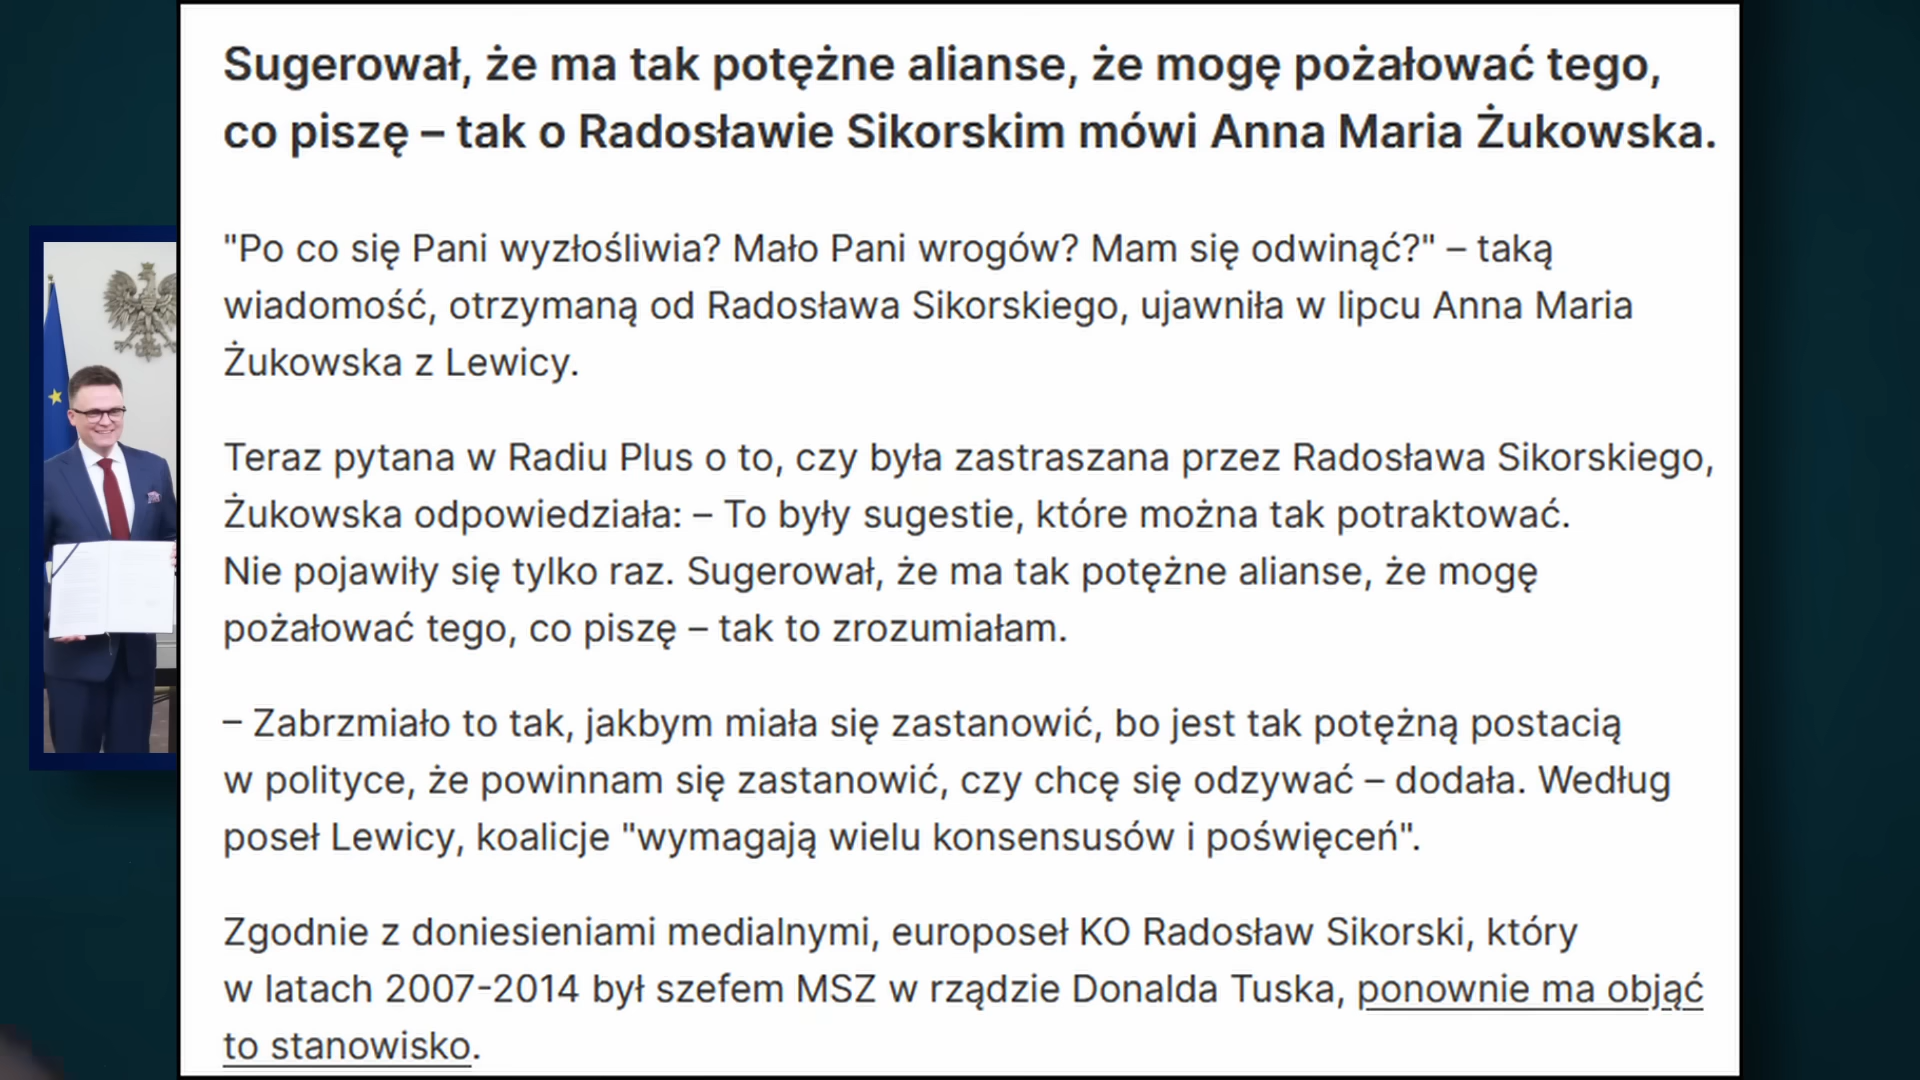 Sugerował, że ma tak potężne alianse, że mogę pożałować tego,
co piszę – tak o Radosławie Sikorskim mówi Anna Maria Żukowska.
"Po co się Pani wyzłośliwia? Mało Pani wrogów? Mam się odwinąć?" – taką
wiadomość, otrzymaną od Radosława Sikorskiego, ujawniła w lipcu Anna Maria
Żukowska z Lewicy.
Teraz pytana w Radiu Plus o to, czy była zastraszana przez Radosława Sikorskiego,
Żukowska odpowiedziała: – To były sugestie, które można tak potraktować.
Nie pojawiły się tylko raz. Sugerował, że ma tak potężne alianse, że mogę
pożałować tego, co piszę – tak to zrozumiałam.
– Zabrzmiało to tak, jakbym miała się zastanowić, bo jest tak potężną postacią
w polityce, że powinnam się zastanowić, czy chcę się odzywać – dodała. Według
poseł Lewicy, koalicje "wymagają wielu konsensusów i poświęceń".
Zgodnie z doniesieniami medialnymi, europoseł KO Radosław Sikorski, który
w latach 2007-2014 był szefem MSZ w rządzie Donalda Tuska, ponownie ma objąć
to stanowisko.